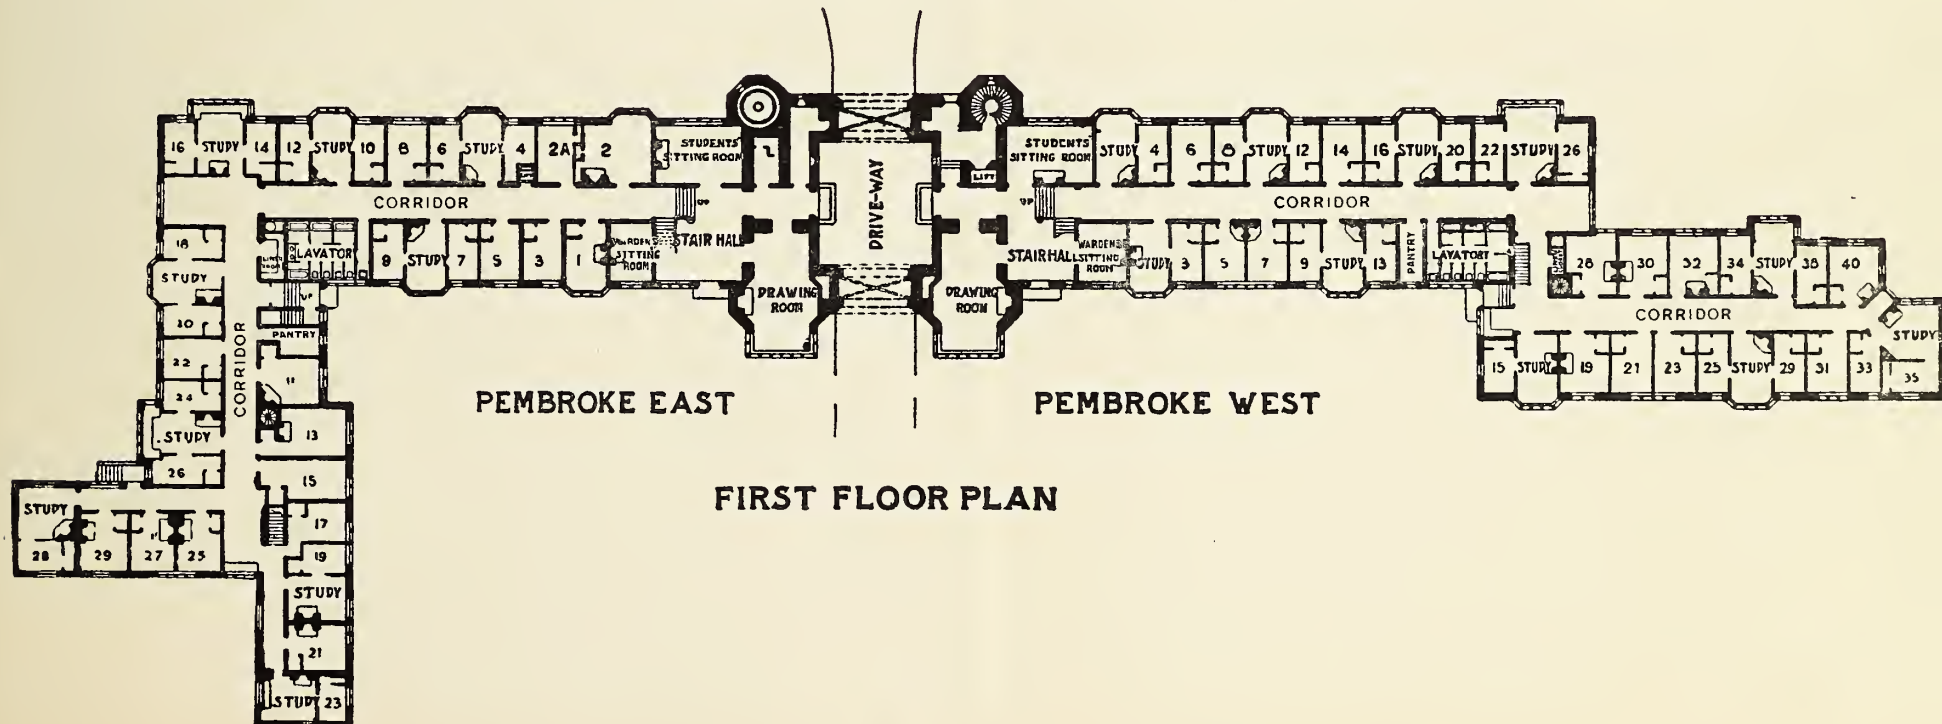 16 STUDY 14 12 STUDY 10 8 6 STUDY 4 2A 2 STUDENTS
SITTING ROOM
CORRIDOR
UP
LAVATOR 9 STUDY 7 5 3 1 WARDENS
SITTING
ROOM
STAIR HALL
DRAWING
ROOM
DRIVE-WAY
18
STUDY
20
22
24
STUDY
26
CORRIDOR
UP
PANTRY
11
13
15
17
19
STUDY
21
STUDY 23
STUDY
28 29 27 25
STUDENTS
SITTING ROOM
STUDY 4 6 8 STUDY 12 14 16 STUDY 20 22 STUDY 26
LIFT
UP
CORRIDOR
STAIR HALL
WARDENS
SITTING
ROOM
STUDY 3 5 7 9 STUDY 13 PANTRY LAVATORY
DRAWING
ROOM
28 30 32 34 STUDY 38 40
CORRIDOR
STUDY
15 STUDY 19 21 23 25 STUDY 29 31 33 35
PEMBROKE EAST
PEMBROKE WEST
FIRST FLOOR PLAN